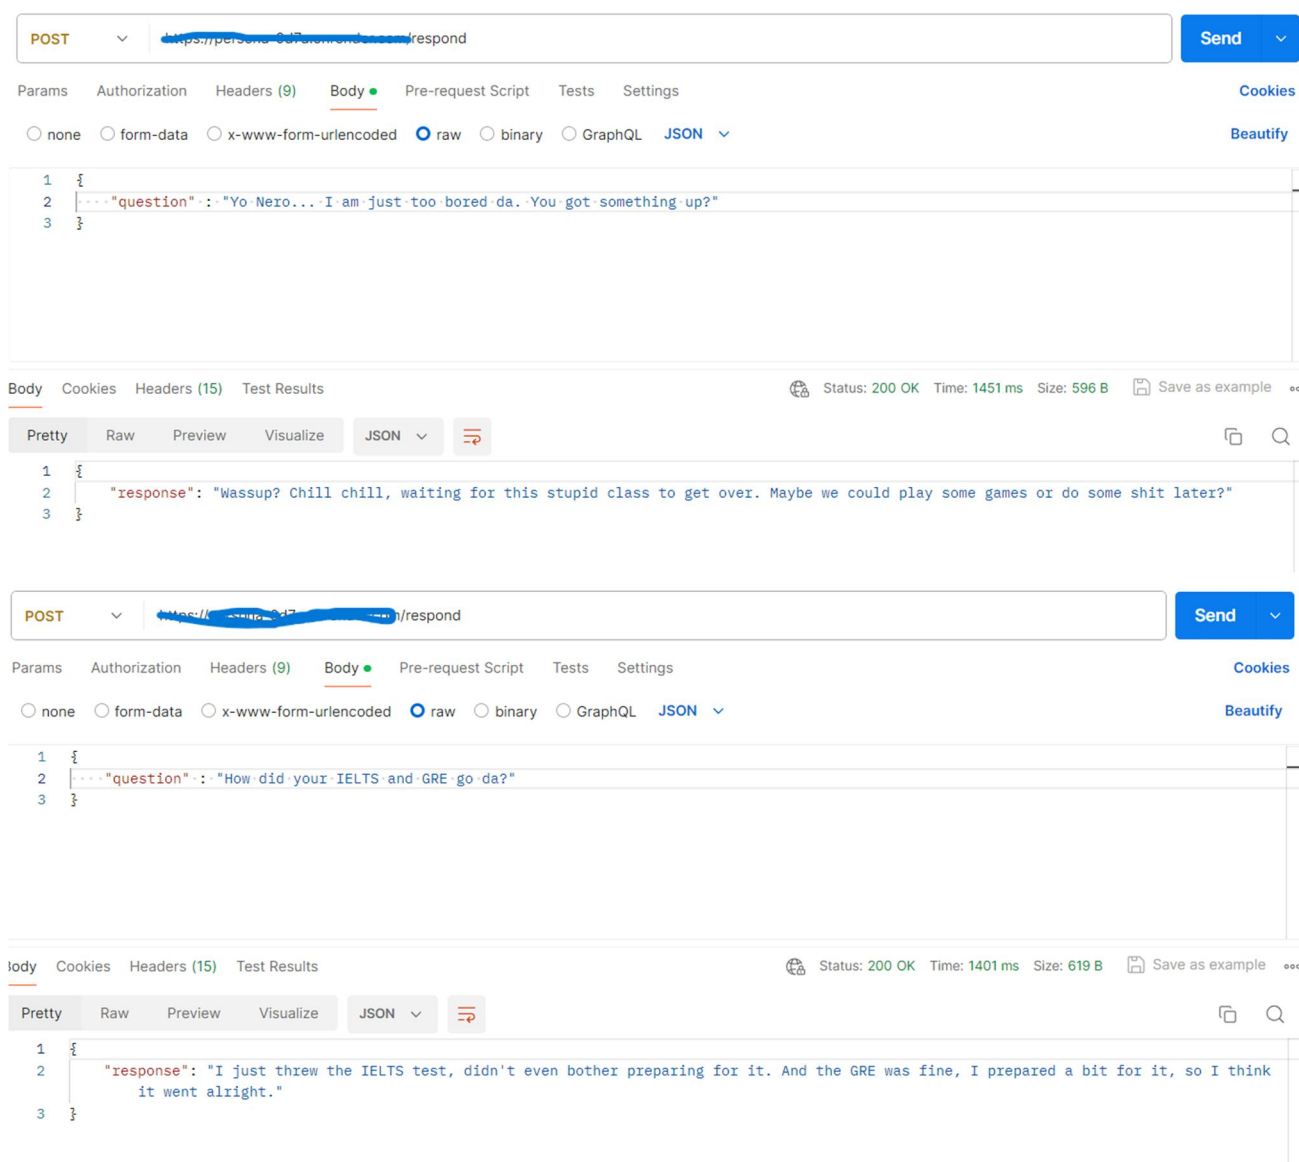 POST /respond Send
Params Authorization Headers (9) Body Pre-request Script Tests Settings Cookies
none form-data x-www-form-urlencoded raw binary GraphQL JSON Beautify
1 {
2 "question" : "Yo Nero... I am just too bored da. You got something up?"
3 }
Body Cookies Headers (15) Test Results Status: 200 OK Time: 1451 ms Size: 596 B Save as example
Pretty Raw Preview Visualize JSON
1 {
2 "response": "Wassup? Chill chill, waiting for this stupid class to get over. Maybe we could play some games or do some shit later?"
3 }
POST /respond Send
Params Authorization Headers (9) Body Pre-request Script Tests Settings Cookies
none form-data x-www-form-urlencoded raw binary GraphQL JSON Beautify
1 {
2 "question" : "How did your IELTS and GRE go da?"
3 }
Body Cookies Headers (15) Test Results Status: 200 OK Time: 1401 ms Size: 619 B Save as example
Pretty Raw Preview Visualize JSON
1 {
2 "response": "I just threw the IELTS test, didn't even bother preparing for it. And the GRE was fine, I prepared a bit for it, so I think
it went alright."
3 }